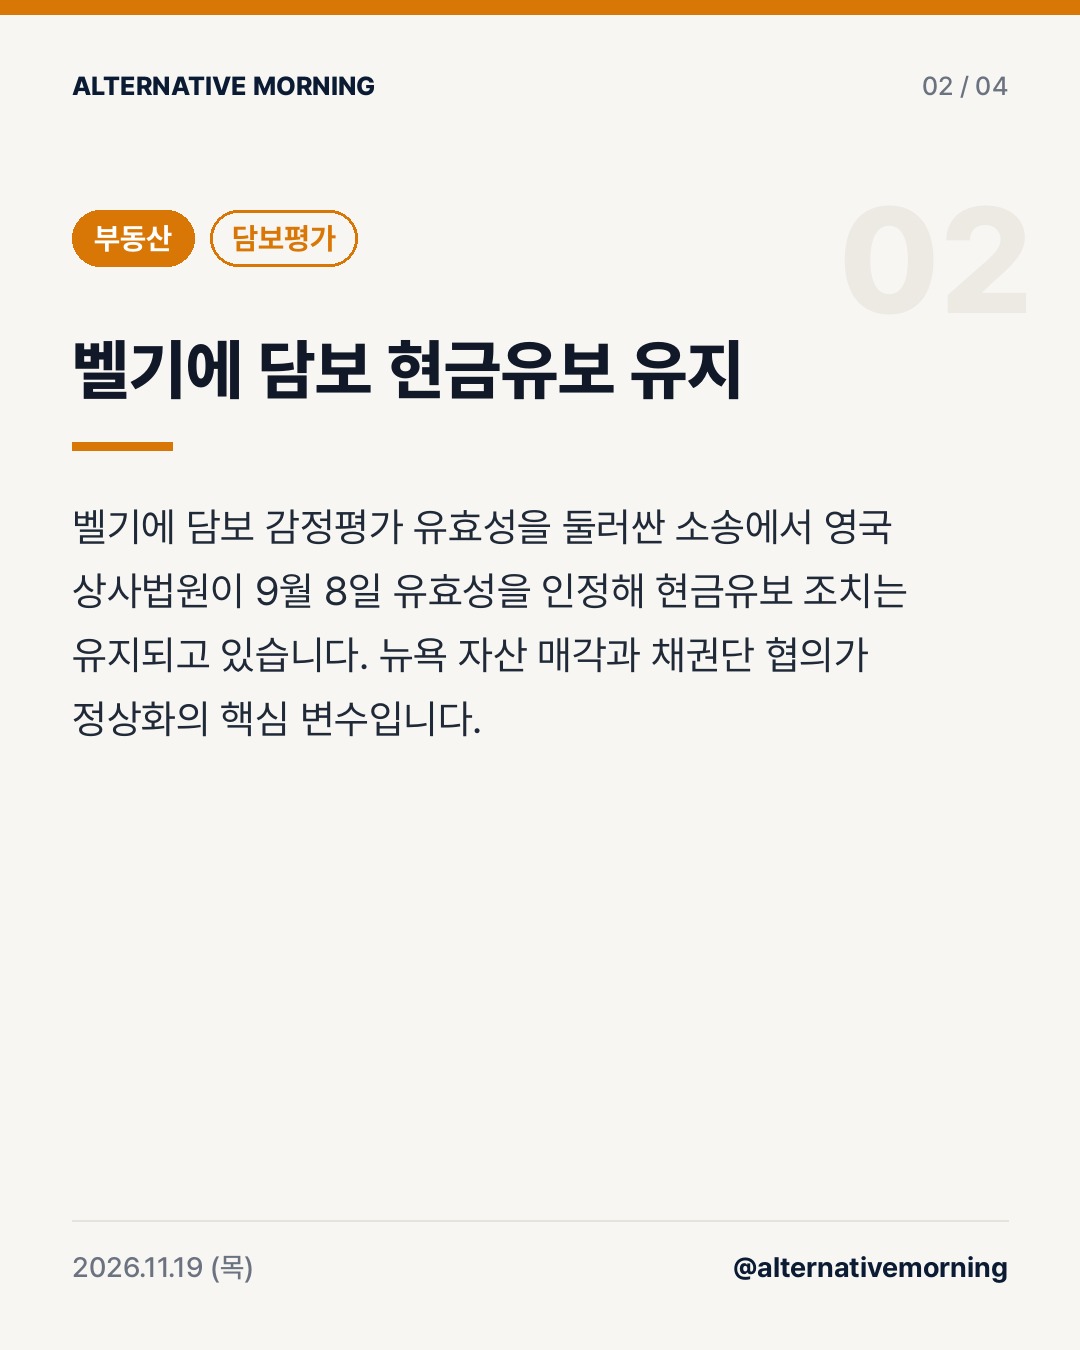 ALTERNATIVE MORNING
02 / 04
부동산
담보평가
02
벨기에 담보 현금유보 유지
벨기에 담보 감정평가 유효성을 둘러싼 소송에서 영국
상사법원이 9월 8일 유효성을 인정해 현금유보 조치는
유지되고 있습니다. 뉴욕 자산 매각과 채권단 협의가
정상화의 핵심 변수입니다.
2026.11.19 (목)
@alternativemorning